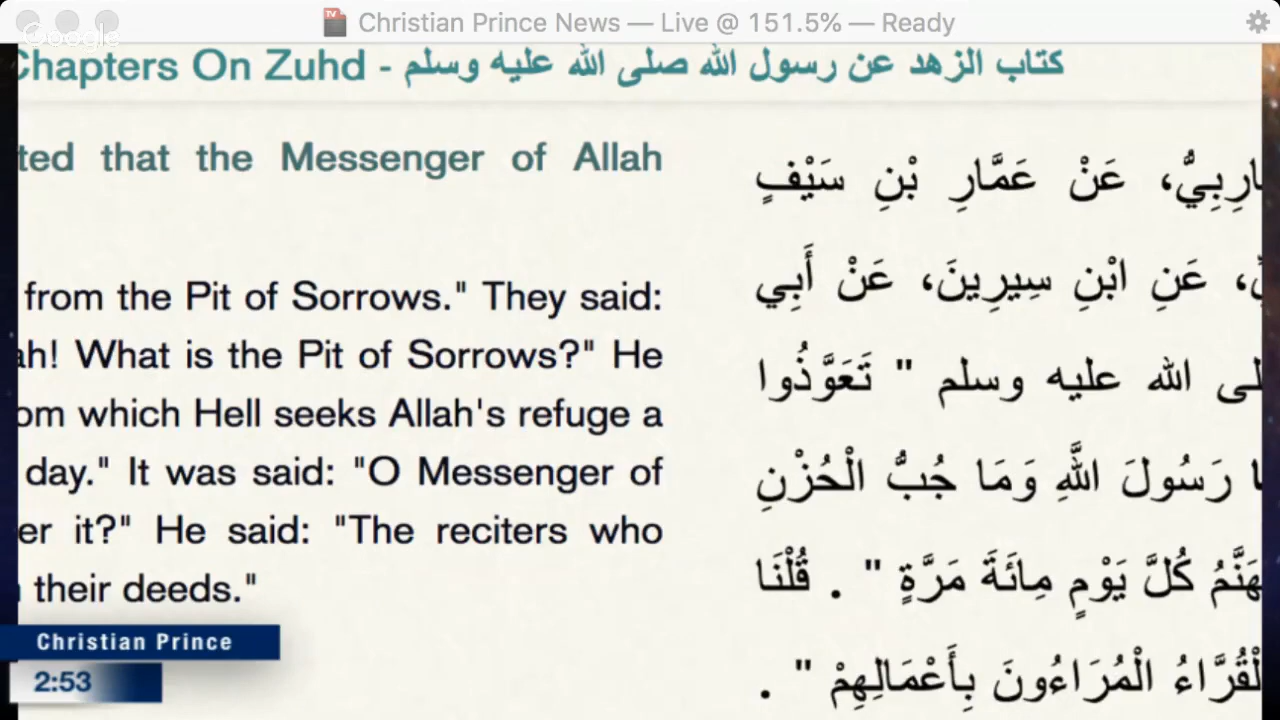 Christian Prince News — Live @ 151.5% — Ready
Google
Chapters On Zuhd - كتاب الزهد عن رسول الله صلى الله عليه وسلم
ted that the Messenger of Allah
from the Pit of Sorrows." They said:
ah! What is the Pit of Sorrows?" He
om which Hell seeks Allah's refuge a
day." It was said: "O Messenger of
er it?" He said: "The reciters who
their deeds."
ارِبِيُّ، عَنْ عَمَّارِ بْنِ سَيْفٍ
، عَنِ ابْنِ سِيرِينَ، عَنْ أَبِي
لى الله عليه وسلم " تَعَوَّذُوا
ا رَسُولَ اللَّهِ وَمَا جُبُّ الْحُزْنِ
هَنَّمُ كُلَّ يَوْمٍ مِائَةَ مَرَّةٍ " . قُلْنَا
لْقُرَّاءُ الْمُرَاءُونَ بِأَعْمَالِهِمْ " .
Christian Prince
2:53